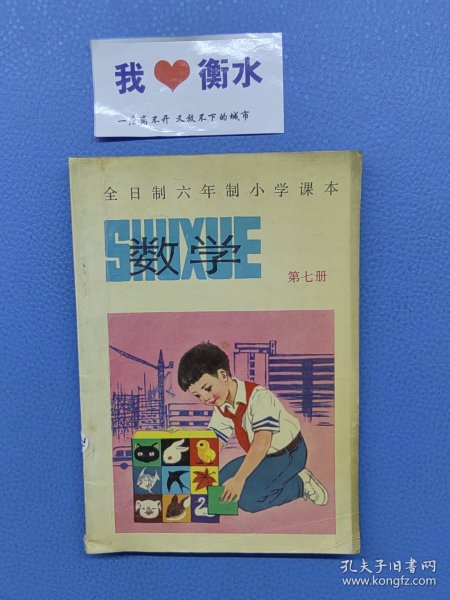 我❤衡水
一座离不开 又放不下的城市
全日制六年制小学课本
SHUXUE
数学
第七册
孔夫子旧书网
www.kongfz.com